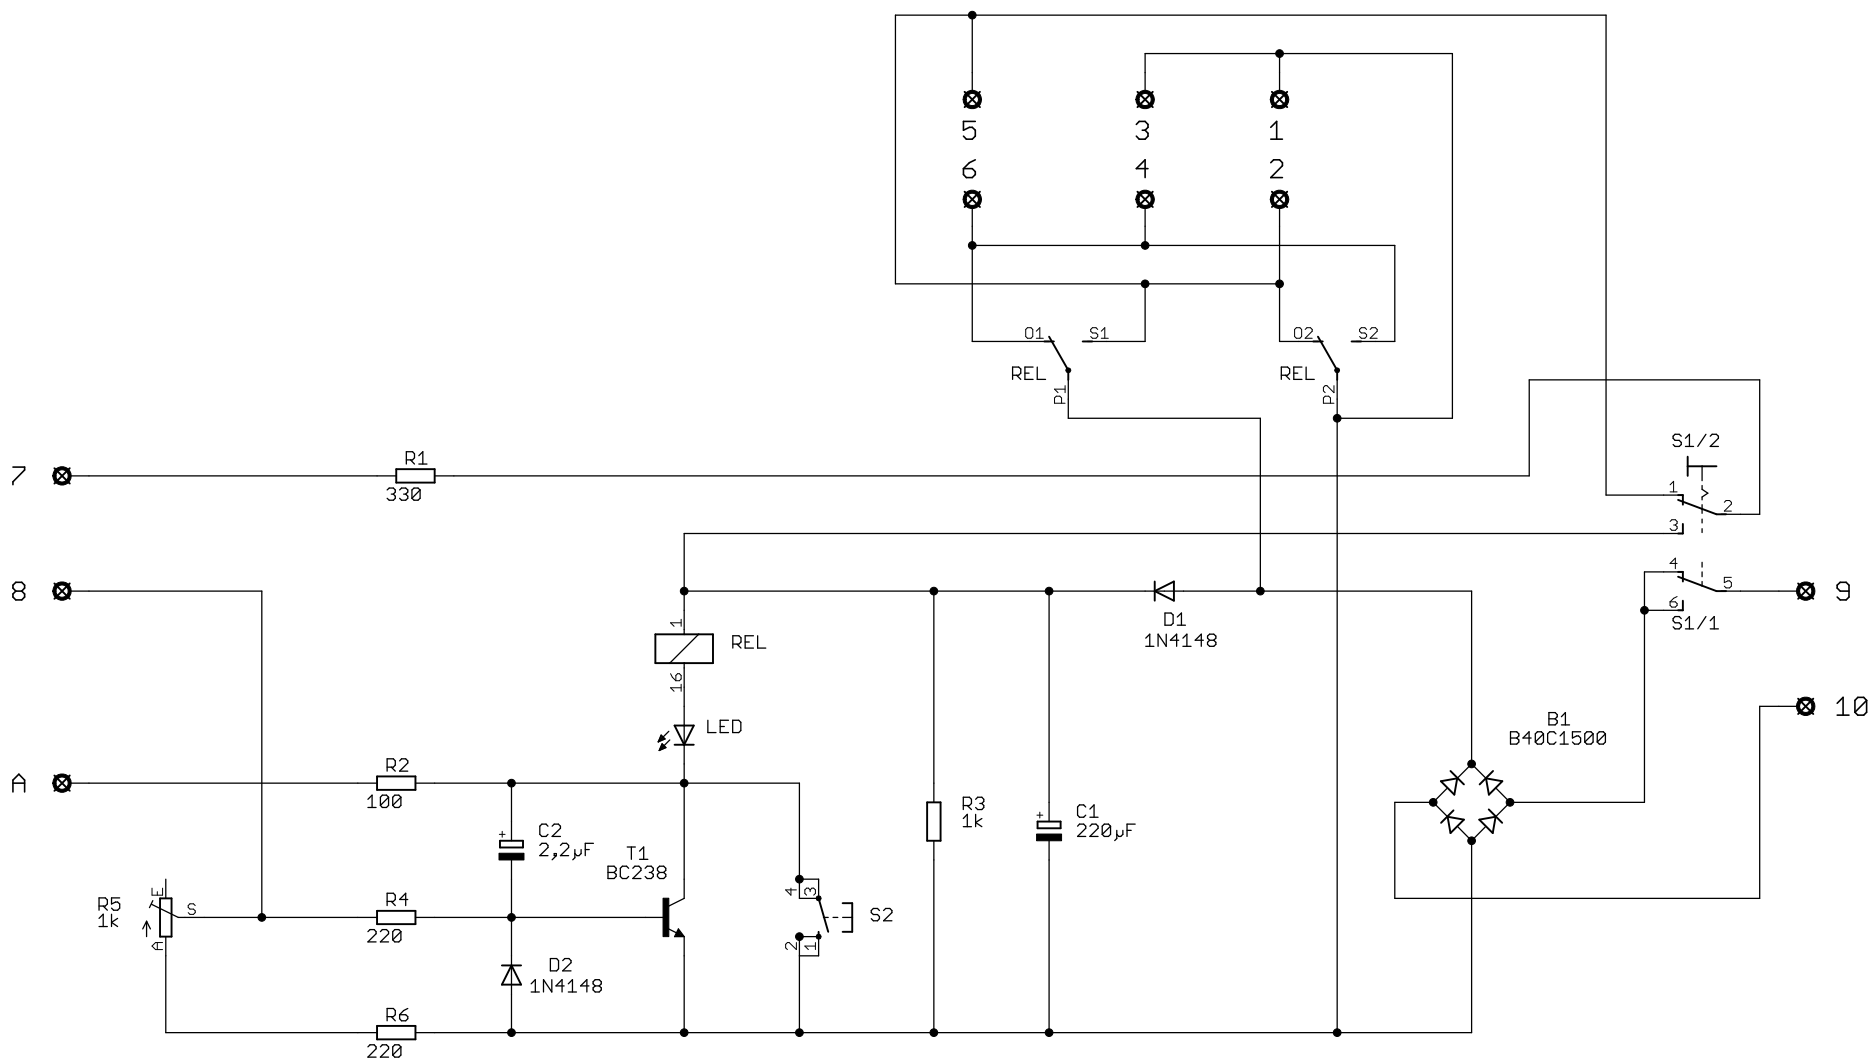 5
3
1
6
4
2
O1
S1
O2
S2
REL
P1
REL
P2
S1/2
7
R1
330
1
2
3
4
5
6
S1/1
8
9
D1
1N4148
1
REL
16
LED
10
B1
B40C1500
A
R2
100
C2
2,2µF
+
T1
BC238
R3
1k
+
C1
220µF
R5
1k
E
S
A
R4
220
4
3
S2
2
1
D2
1N4148
R6
220